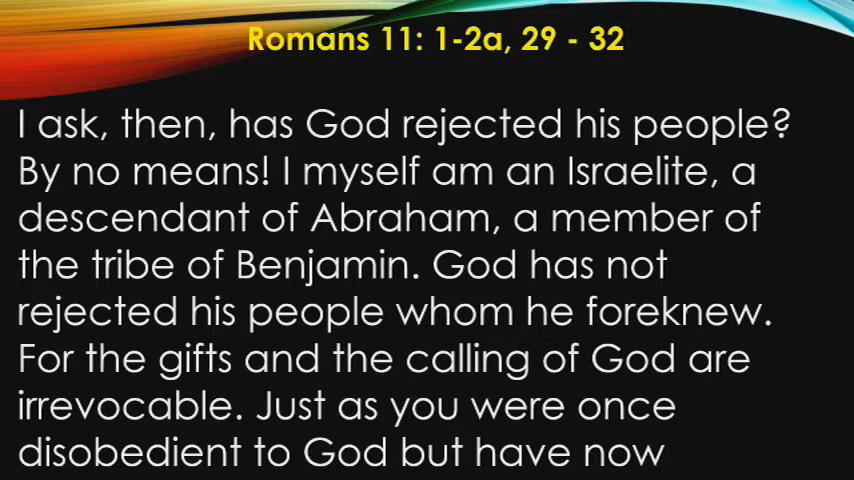 Romans 11: 1-2a, 29 - 32
I ask, then, has God rejected his people?
By no means! I myself am an Israelite, a
descendant of Abraham, a member of
the tribe of Benjamin. God has not
rejected his people whom he foreknew.
For the gifts and the calling of God are
irrevocable. Just as you were once
disobedient to God but have now